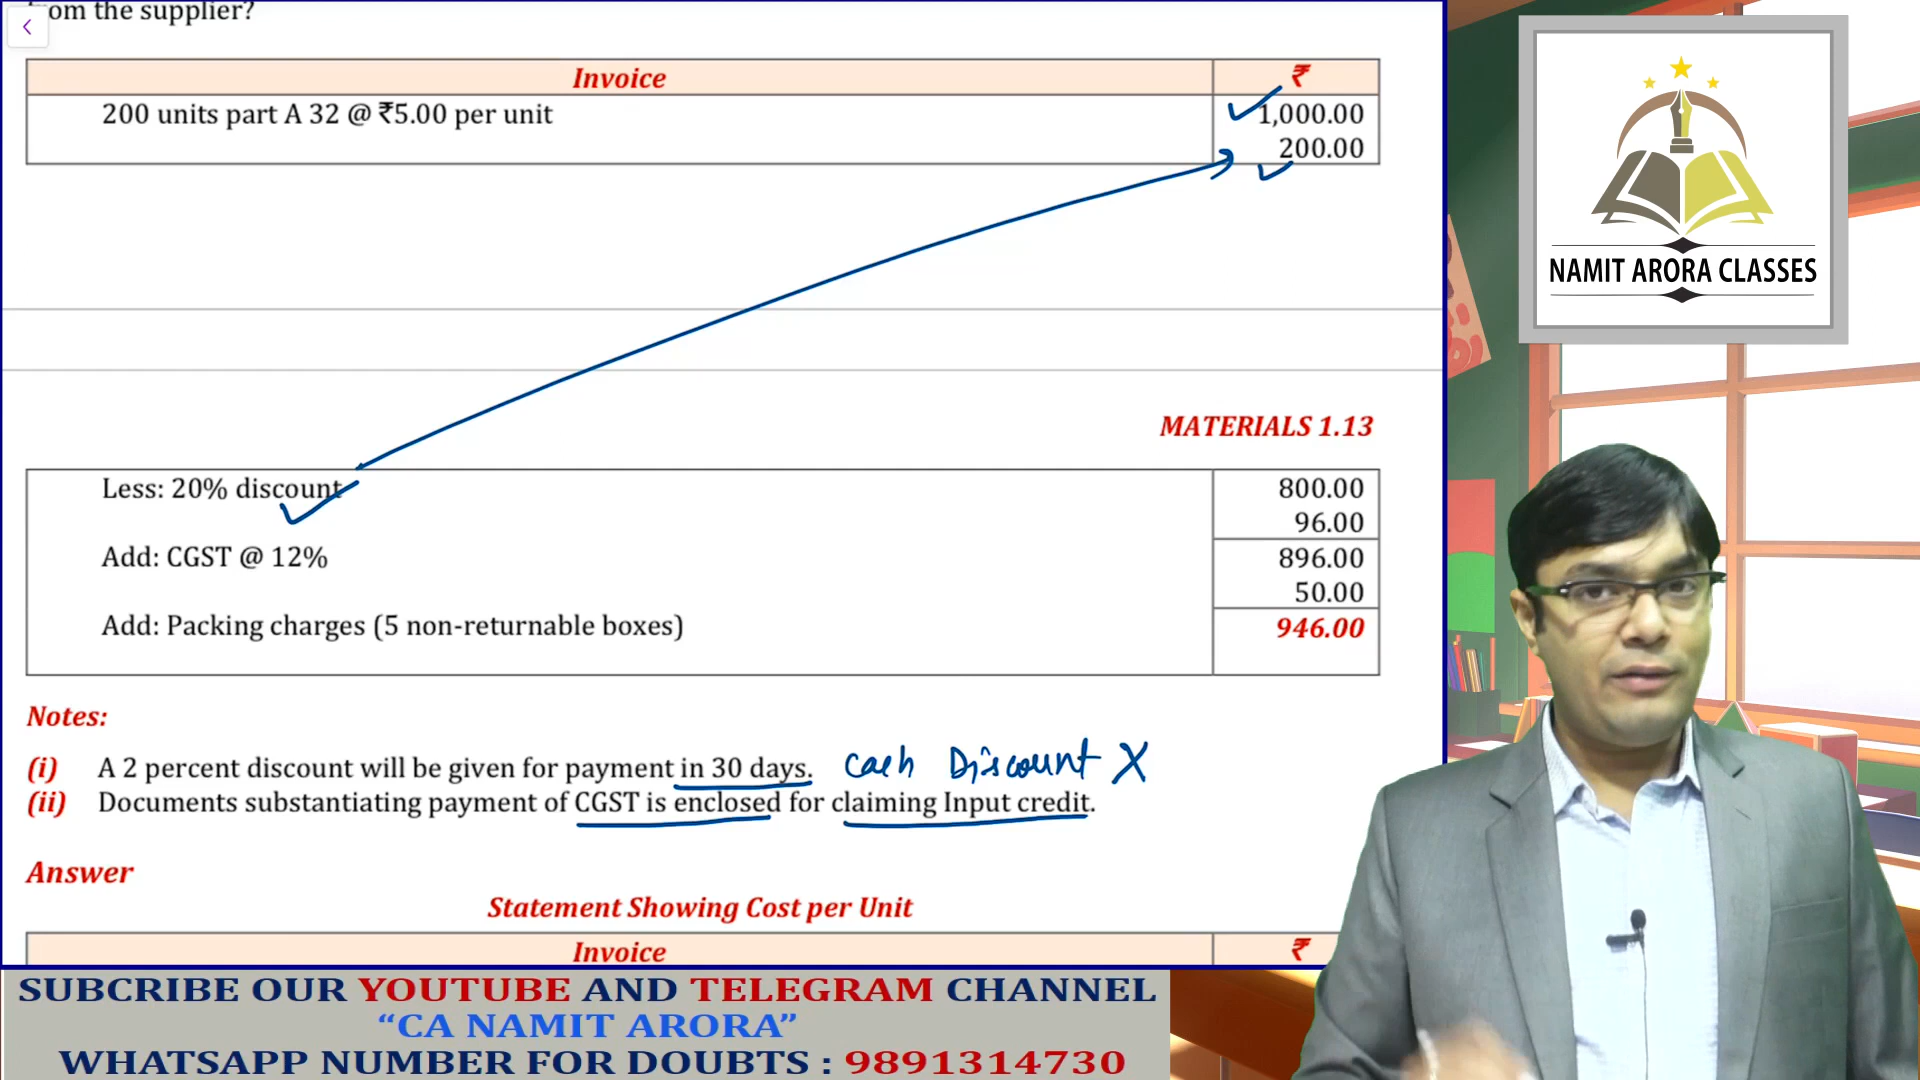 from the supplier?
Invoice ₹
200 units part A 32 @ ₹5.00 per unit 1,000.00
200.00
MATERIALS 1.13
Less: 20% discount 800.00
96.00
Add: CGST @ 12% 896.00
50.00
Add: Packing charges (5 non-returnable boxes) 946.00
Notes:
(i) A 2 percent discount will be given for payment in 30 days. Cash Discount X
(ii) Documents substantiating payment of CGST is enclosed for claiming Input credit.
Answer
Statement Showing Cost per Unit
Invoice ₹
NAMIT ARORA CLASSES
SUBCRIBE OUR YOUTUBE AND TELEGRAM CHANNEL
“CA NAMIT ARORA”
WHATSAPP NUMBER FOR DOUBTS : 9891314730